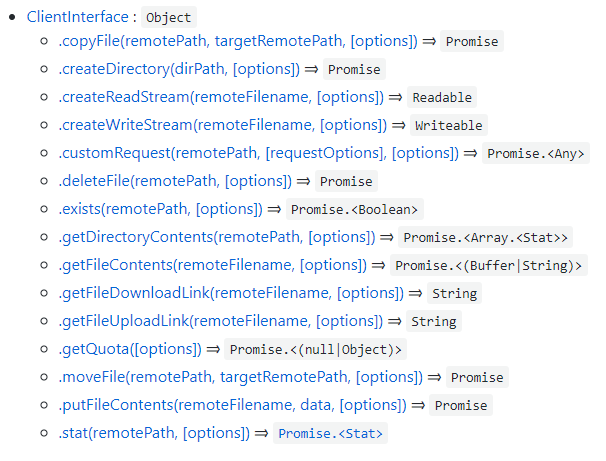 ClientInterface : Object
.copyFile(remotePath, targetRemotePath, [options]) ⇒ Promise
.createDirectory(dirPath, [options]) ⇒ Promise
.createReadStream(remoteFilename, [options]) ⇒ Readable
.createWriteStream(remoteFilename, [options]) ⇒ Writeable
.customRequest(remotePath, [requestOptions], [options]) ⇒ Promise.<Any>
.deleteFile(remotePath, [options]) ⇒ Promise
.exists(remotePath, [options]) ⇒ Promise.<Boolean>
.getDirectoryContents(remotePath, [options]) ⇒ Promise.<Array.<Stat>>
.getFileContents(remoteFilename, [options]) ⇒ Promise.<(Buffer|String)>
.getFileDownloadLink(remoteFilename, [options]) ⇒ String
.getFileUploadLink(remoteFilename, [options]) ⇒ String
.getQuota([options]) ⇒ Promise.<(null|Object)>
.moveFile(remotePath, targetRemotePath, [options]) ⇒ Promise
.putFileContents(remoteFilename, data, [options]) ⇒ Promise
.stat(remotePath, [options]) ⇒ Promise.<Stat>